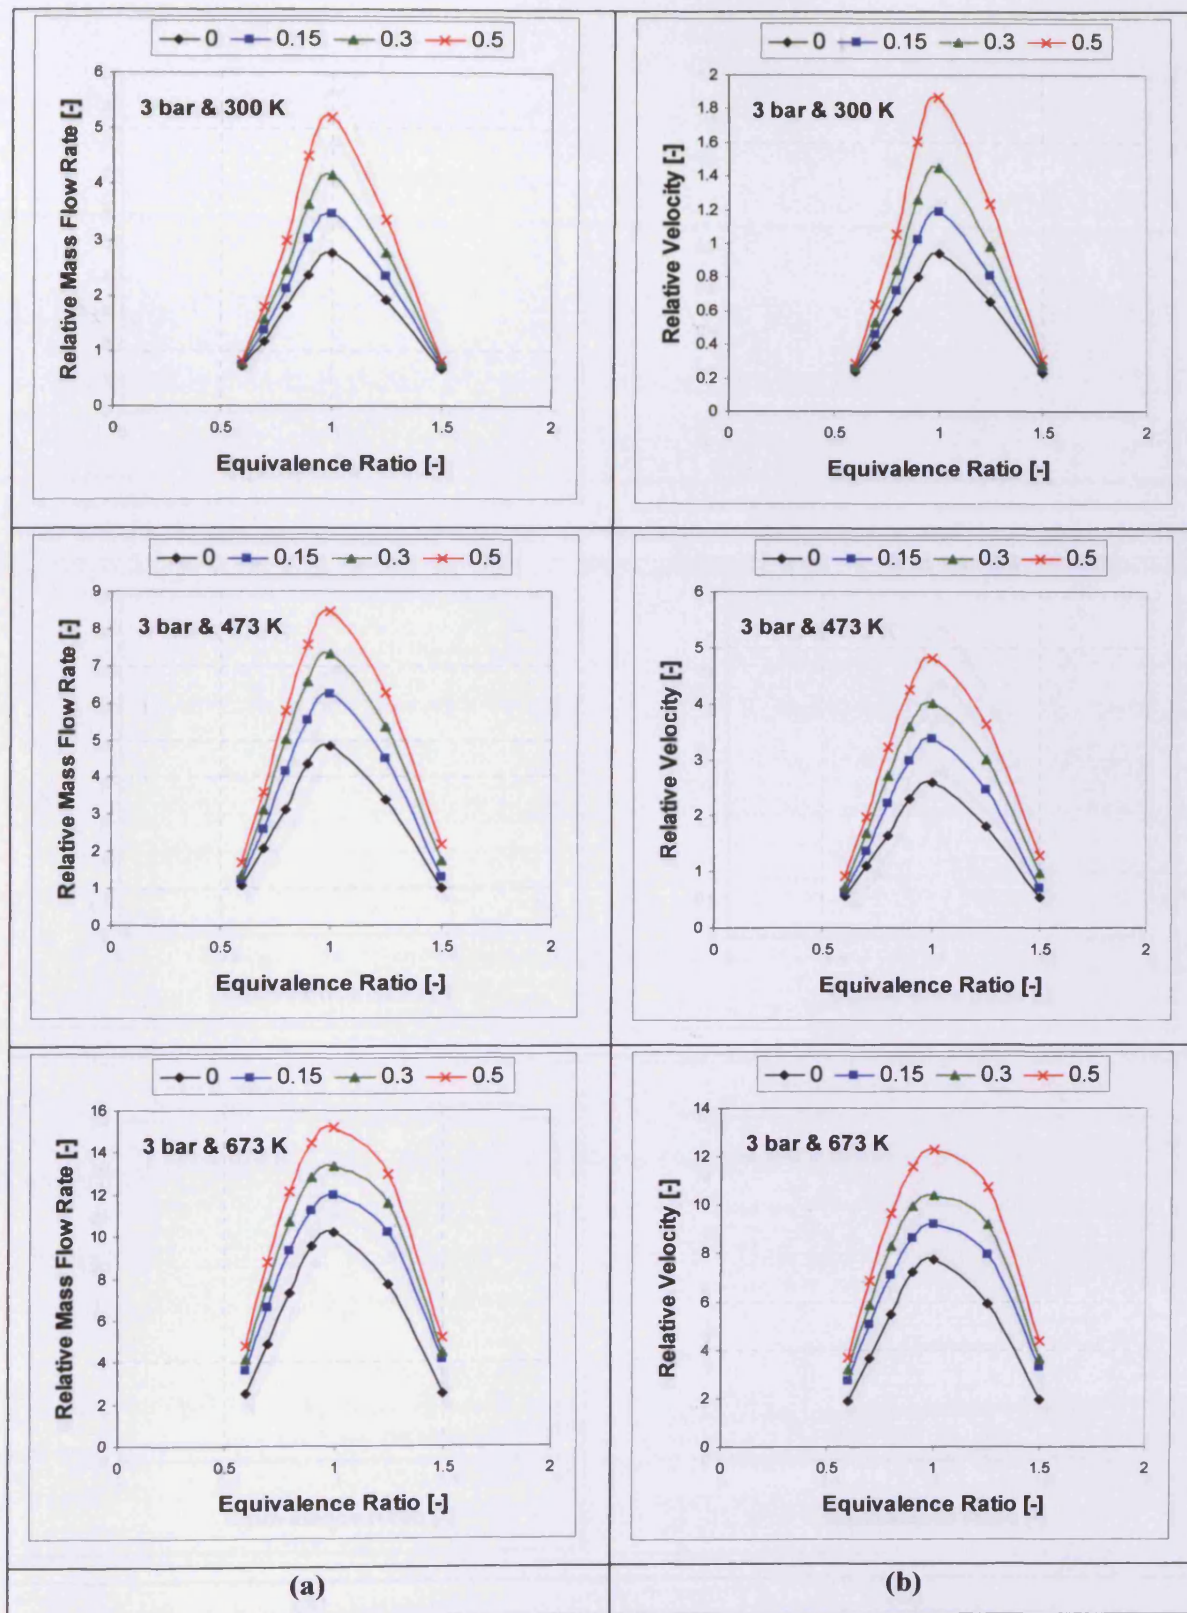 0 0.15 0.3 0.5
6
5
4
3
2
1
0
0 0.5 1 1.5 2
3 bar & 300 K
Relative Mass Flow Rate [-]
Equivalence Ratio [-]
0 0.15 0.3 0.5
2
1.8
1.6
1.4
1.2
1
0.8
0.6
0.4
0.2
0
0 0.5 1 1.5 2
3 bar & 300 K
Relative Velocity [-]
Equivalence Ratio [-]
0 0.15 0.3 0.5
9
8
7
6
5
4
3
2
1
0
0 0.5 1 1.5 2
3 bar & 473 K
Relative Mass Flow Rate [-]
Equivalence Ratio [-]
0 0.15 0.3 0.5
6
5
4
3
2
1
0
0 0.5 1 1.5 2
3 bar & 473 K
Relative Velocity [-]
Equivalence Ratio [-]
0 0.15 0.3 0.5
16
14
12
10
8
6
4
2
0
0 0.5 1 1.5 2
3 bar & 673 K
Relative Mass Flow Rate [-]
Equivalence Ratio [-]
0 0.15 0.3 0.5
14
12
10
8
6
4
2
0
0 0.5 1 1.5 2
3 bar & 673 K
Relative Velocity [-]
Equivalence Ratio [-]
(a)
(b)